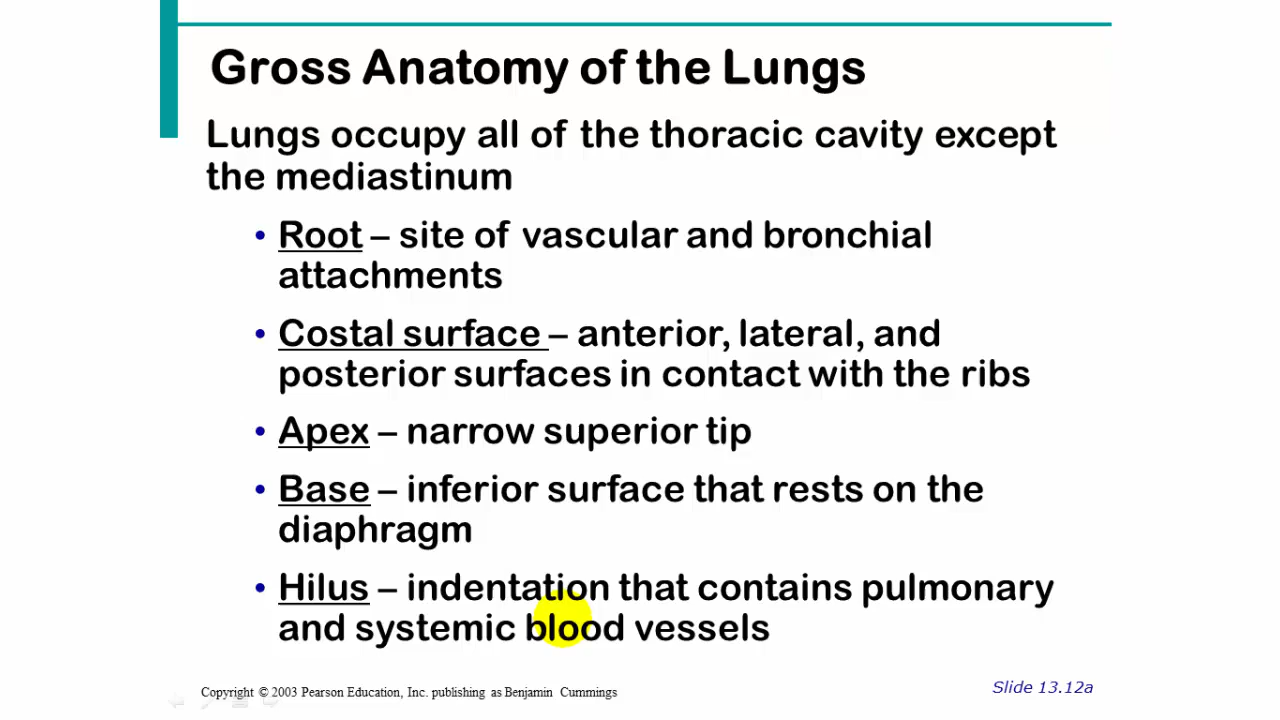 Gross Anatomy of the Lungs
Lungs occupy all of the thoracic cavity except
the mediastinum
• Root – site of vascular and bronchial
attachments
• Costal surface – anterior, lateral, and
posterior surfaces in contact with the ribs
• Apex – narrow superior tip
• Base – inferior surface that rests on the
diaphragm
• Hilus – indentation that contains pulmonary
and systemic blood vessels
Copyright © 2003 Pearson Education, Inc. publishing as Benjamin Cummings
Slide 13.12a